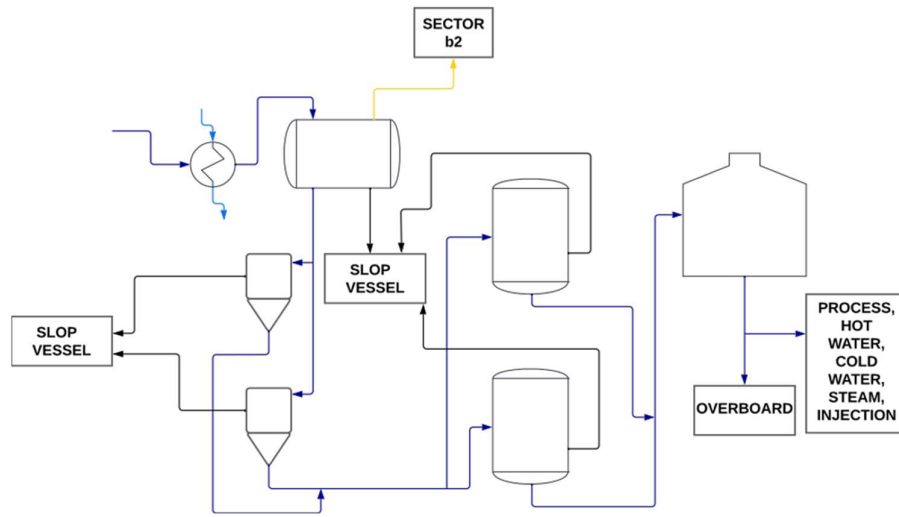 SECTOR
b2
SLOP
VESSEL
SLOP
VESSEL
PROCESS,
HOT
WATER,
COLD
WATER,
STEAM,
INJECTION
OVERBOARD